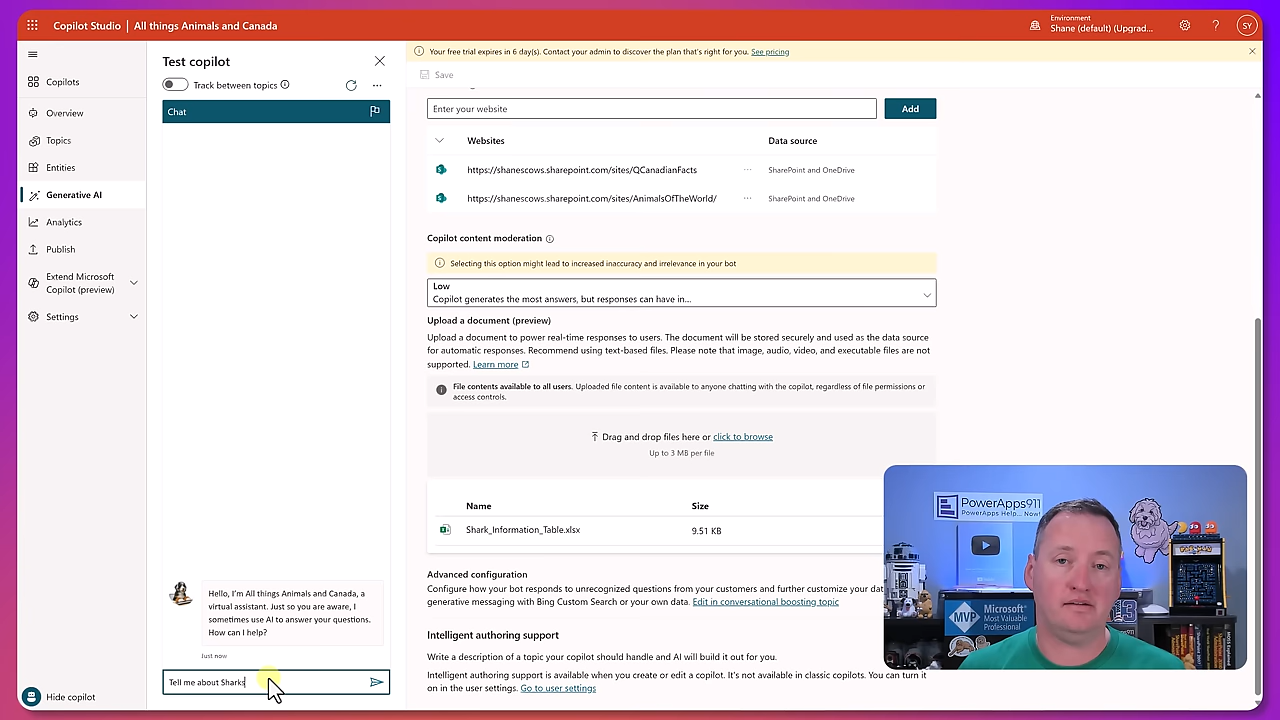 Copilot Studio | All things Animals and Canada
Environment
Shane (default) (Upgrad...
?
SY
Copilots
Overview
Topics
Entities
Generative AI
Analytics
Publish
Extend Microsoft
Copilot (preview)
Settings
Hide copilot
Test copilot
Track between topics
Chat
Hello, I'm All things Animals and Canada, a
virtual assistant. Just so you are aware, I
sometimes use AI to answer your questions.
How can I help?
Just now
Tell me about Sharks
Your free trial expires in 6 day(s). Contact your admin to discover the plan that's right for you. See pricing
Save
Enter your website
Add
Websites
Data source
https://shanescows.sharepoint.com/sites/QCanadianFacts
SharePoint and OneDrive
https://shanescows.sharepoint.com/sites/AnimalsOfTheWorld/
SharePoint and OneDrive
Copilot content moderation
Selecting this option might lead to increased inaccuracy and irrelevance in your bot
Low
Copilot generates the most answers, but responses can have in...
Upload a document (preview)
Upload a document to power real-time responses to users. The document will be stored securely and used as the data source
for automatic responses. Recommend using text-based files. Please note that image, audio, video, and executable files are not
supported. Learn more
File contents available to all users. Uploaded file content is available to anyone chatting with the copilot, regardless of file permissions or
access controls.
Drag and drop files here or click to browse
Up to 3 MB per file
Name
Size
Shark_Information_Table.xlsx
9.51 KB
Advanced configuration
Configure how your bot responds to unrecognized questions from your customers and further customize your dat
generative messaging with Bing Custom Search or your own data. Edit in conversational boosting topic
Intelligent authoring support
Write a description of a topic your copilot should handle and AI will build it out for you.
Intelligent authoring support is available when you create or edit a copilot. It's not available in classic copilots. You can turn it
on in the user settings. Go to user settings
PowerApps911
PowerApps Help... Now!
MVP
Microsoft
Most Valuable
Professional
13